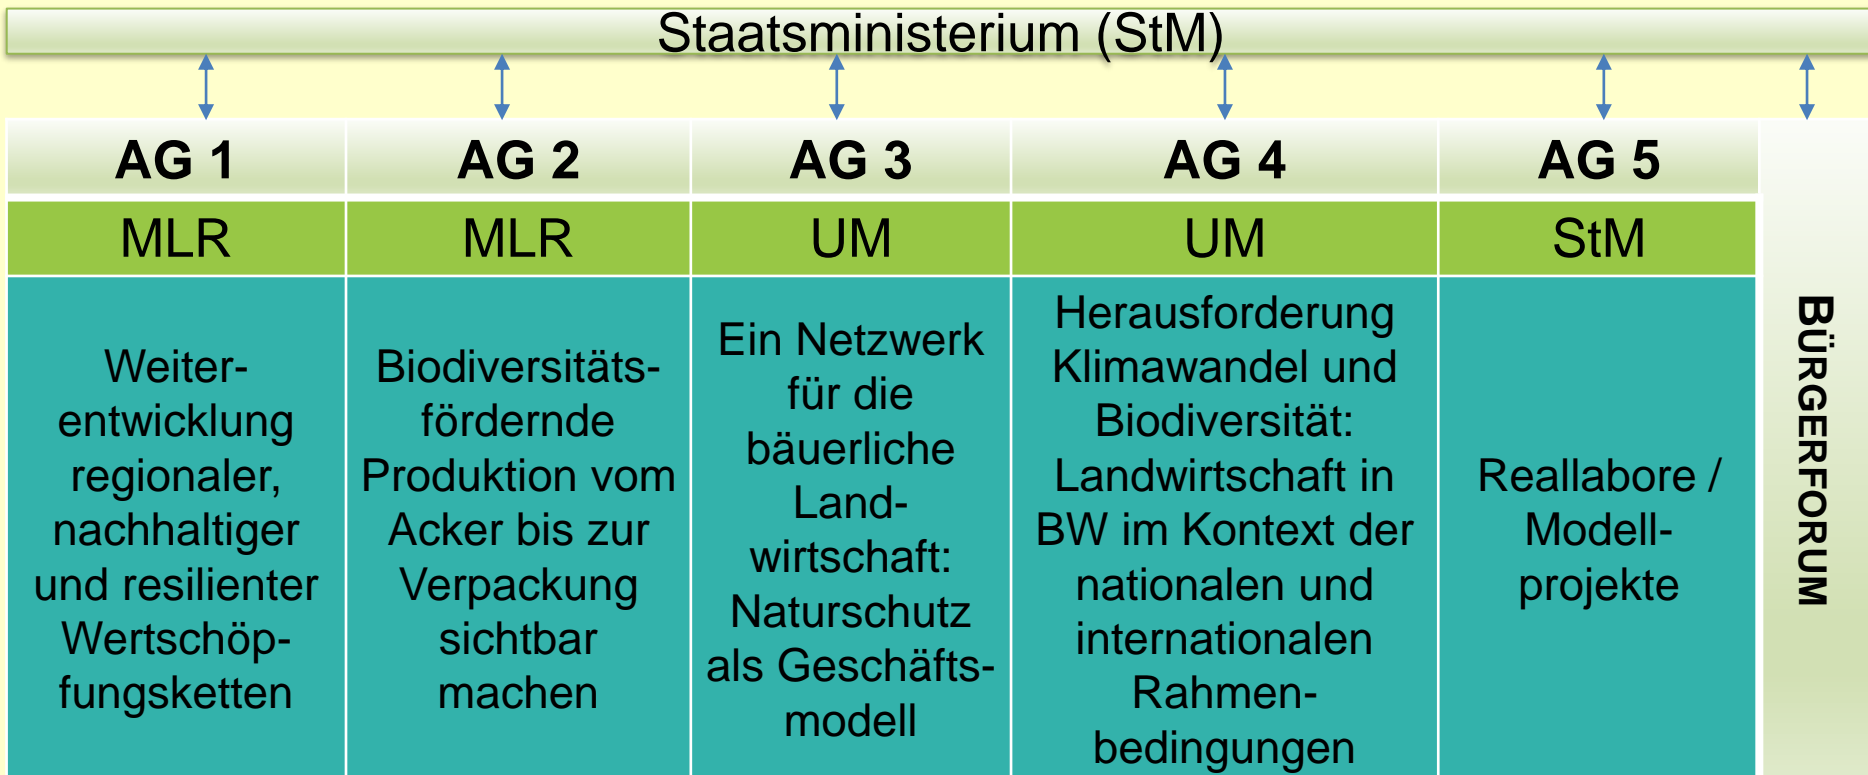 Staatsministerium (StM)
AG 1
AG 2
AG 3
AG 4
AG 5
MLR
MLR
UM
UM
StM
Weiter-
entwicklung
regionaler,
nachhaltiger
und resilienter
Wertschöp-
fungsketten
Biodiversitäts-
fördernde
Produktion vom
Acker bis zur
Verpackung
sichtbar
machen
Ein Netzwerk
für die
bäuerliche
Land-
wirtschaft:
Naturschutz
als Geschäfts-
modell
Herausforderung
Klimawandel und
Biodiversität:
Landwirtschaft in
BW im Kontext der
nationalen und
internationalen
Rahmen-
bedingungen
Reallabore /
Modell-
projekte
BÜRGERFORUM